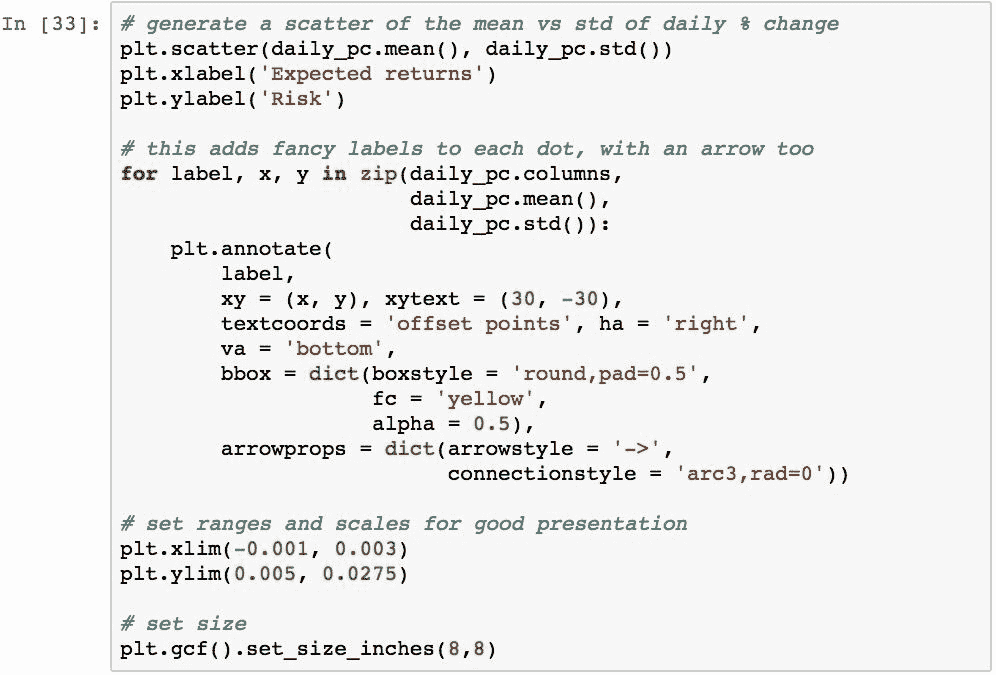 In [33]: # generate a scatter of the mean vs std of daily % change
plt.scatter(daily_pc.mean(), daily_pc.std())
plt.xlabel('Expected returns')
plt.ylabel('Risk')
# this adds fancy labels to each dot, with an arrow too
for label, x, y in zip(daily_pc.columns,
                       daily_pc.mean(),
                       daily_pc.std()):
    plt.annotate(
        label,
        xy = (x, y), xytext = (30, -30),
        textcoords = 'offset points', ha = 'right',
        va = 'bottom',
        bbox = dict(boxstyle = 'round,pad=0.5',
                    fc = 'yellow',
                    alpha = 0.5),
        arrowprops = dict(arrowstyle = '->',
                          connectionstyle = 'arc3,rad=0'))
# set ranges and scales for good presentation
plt.xlim(-0.001, 0.003)
plt.ylim(0.005, 0.0275)
# set size
plt.gcf().set_size_inches(8,8)